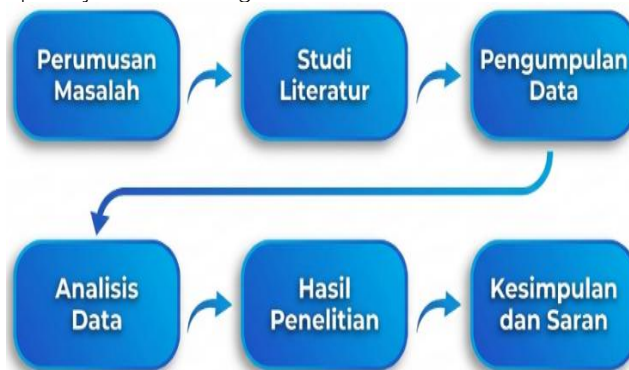 Perumusan
Masalah
Studi
Literatur
Pengumpulan
Data
Analisis
Data
Hasil
Penelitian
Kesimpulan
dan Saran